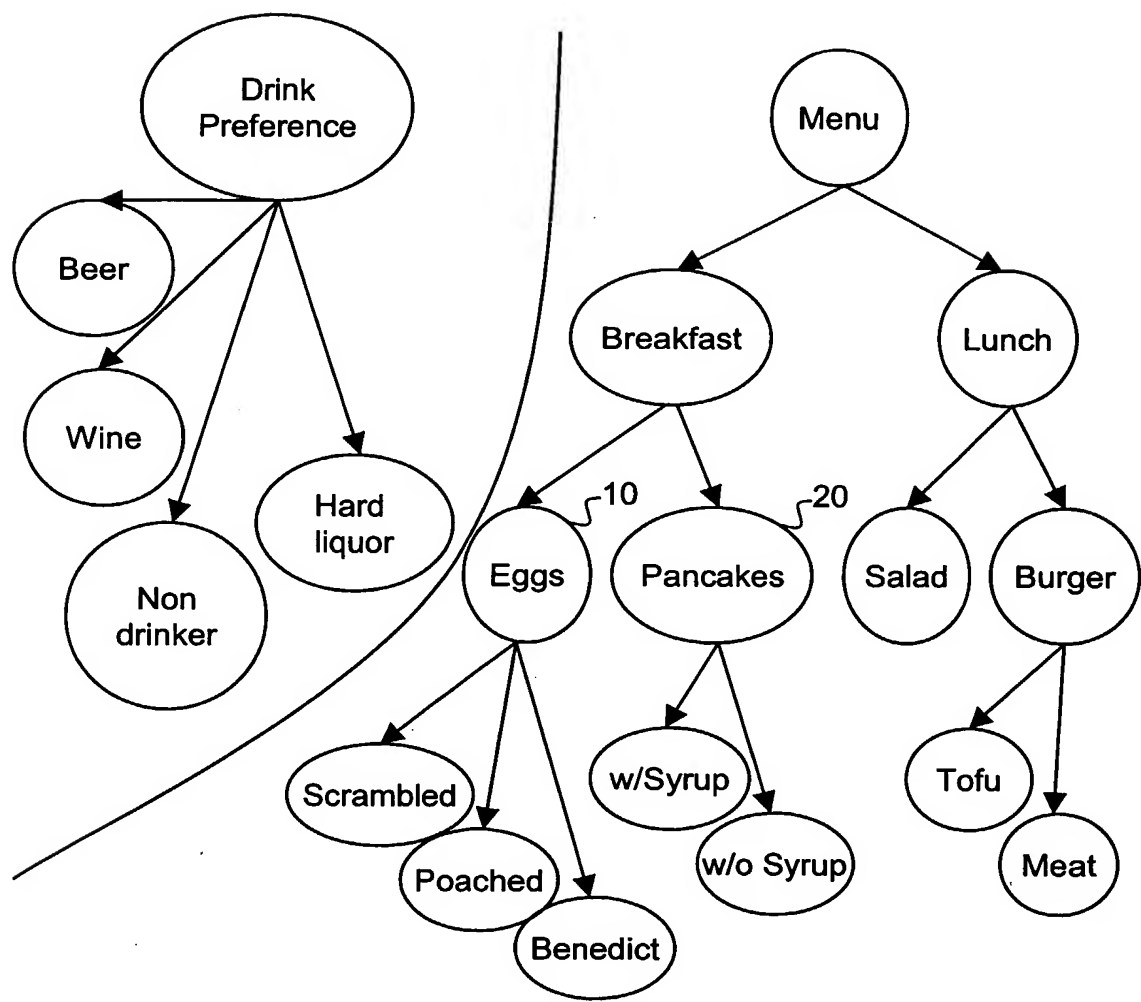 Drink
Preference
Beer
Wine
Non
drinker
Hard
liquor
Menu
Breakfast
Lunch
10
20
Eggs
Pancakes
Salad
Burger
Scrambled
Poached
Benedict
w/Syrup
w/o Syrup
Tofu
Meat